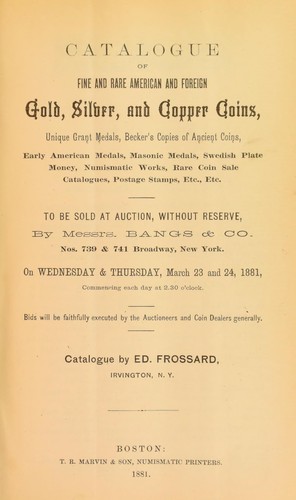 CATALOGUE
OF
FINE AND RARE AMERICAN AND FOREIGN
Gold, Silver, and Copper Coins,
Unique Grant Medals, Becker's Copies of Ancient Coins,
Early American Medals, Masonic Medals, Swedish Plate
Money, Numismatic Works, Rare Coin Sale
Catalogues, Postage Stamps, Etc., Etc.
TO BE SOLD AT AUCTION, WITHOUT RESERVE,
By Messrs. BANGS & CO.
Nos. 739 & 741 Broadway, New York.
On WEDNESDAY & THURSDAY, March 23 and 24, 1881,
Commencing each day at 2.30 o'clock.
Bids will be faithfully executed by the Auctioneers and Coin Dealers generally.
Catalogue by ED. FROSSARD,
IRVINGTON, N. Y.
BOSTON:
T. R. MARVIN & SON, NUMISMATIC PRINTERS.
1881.